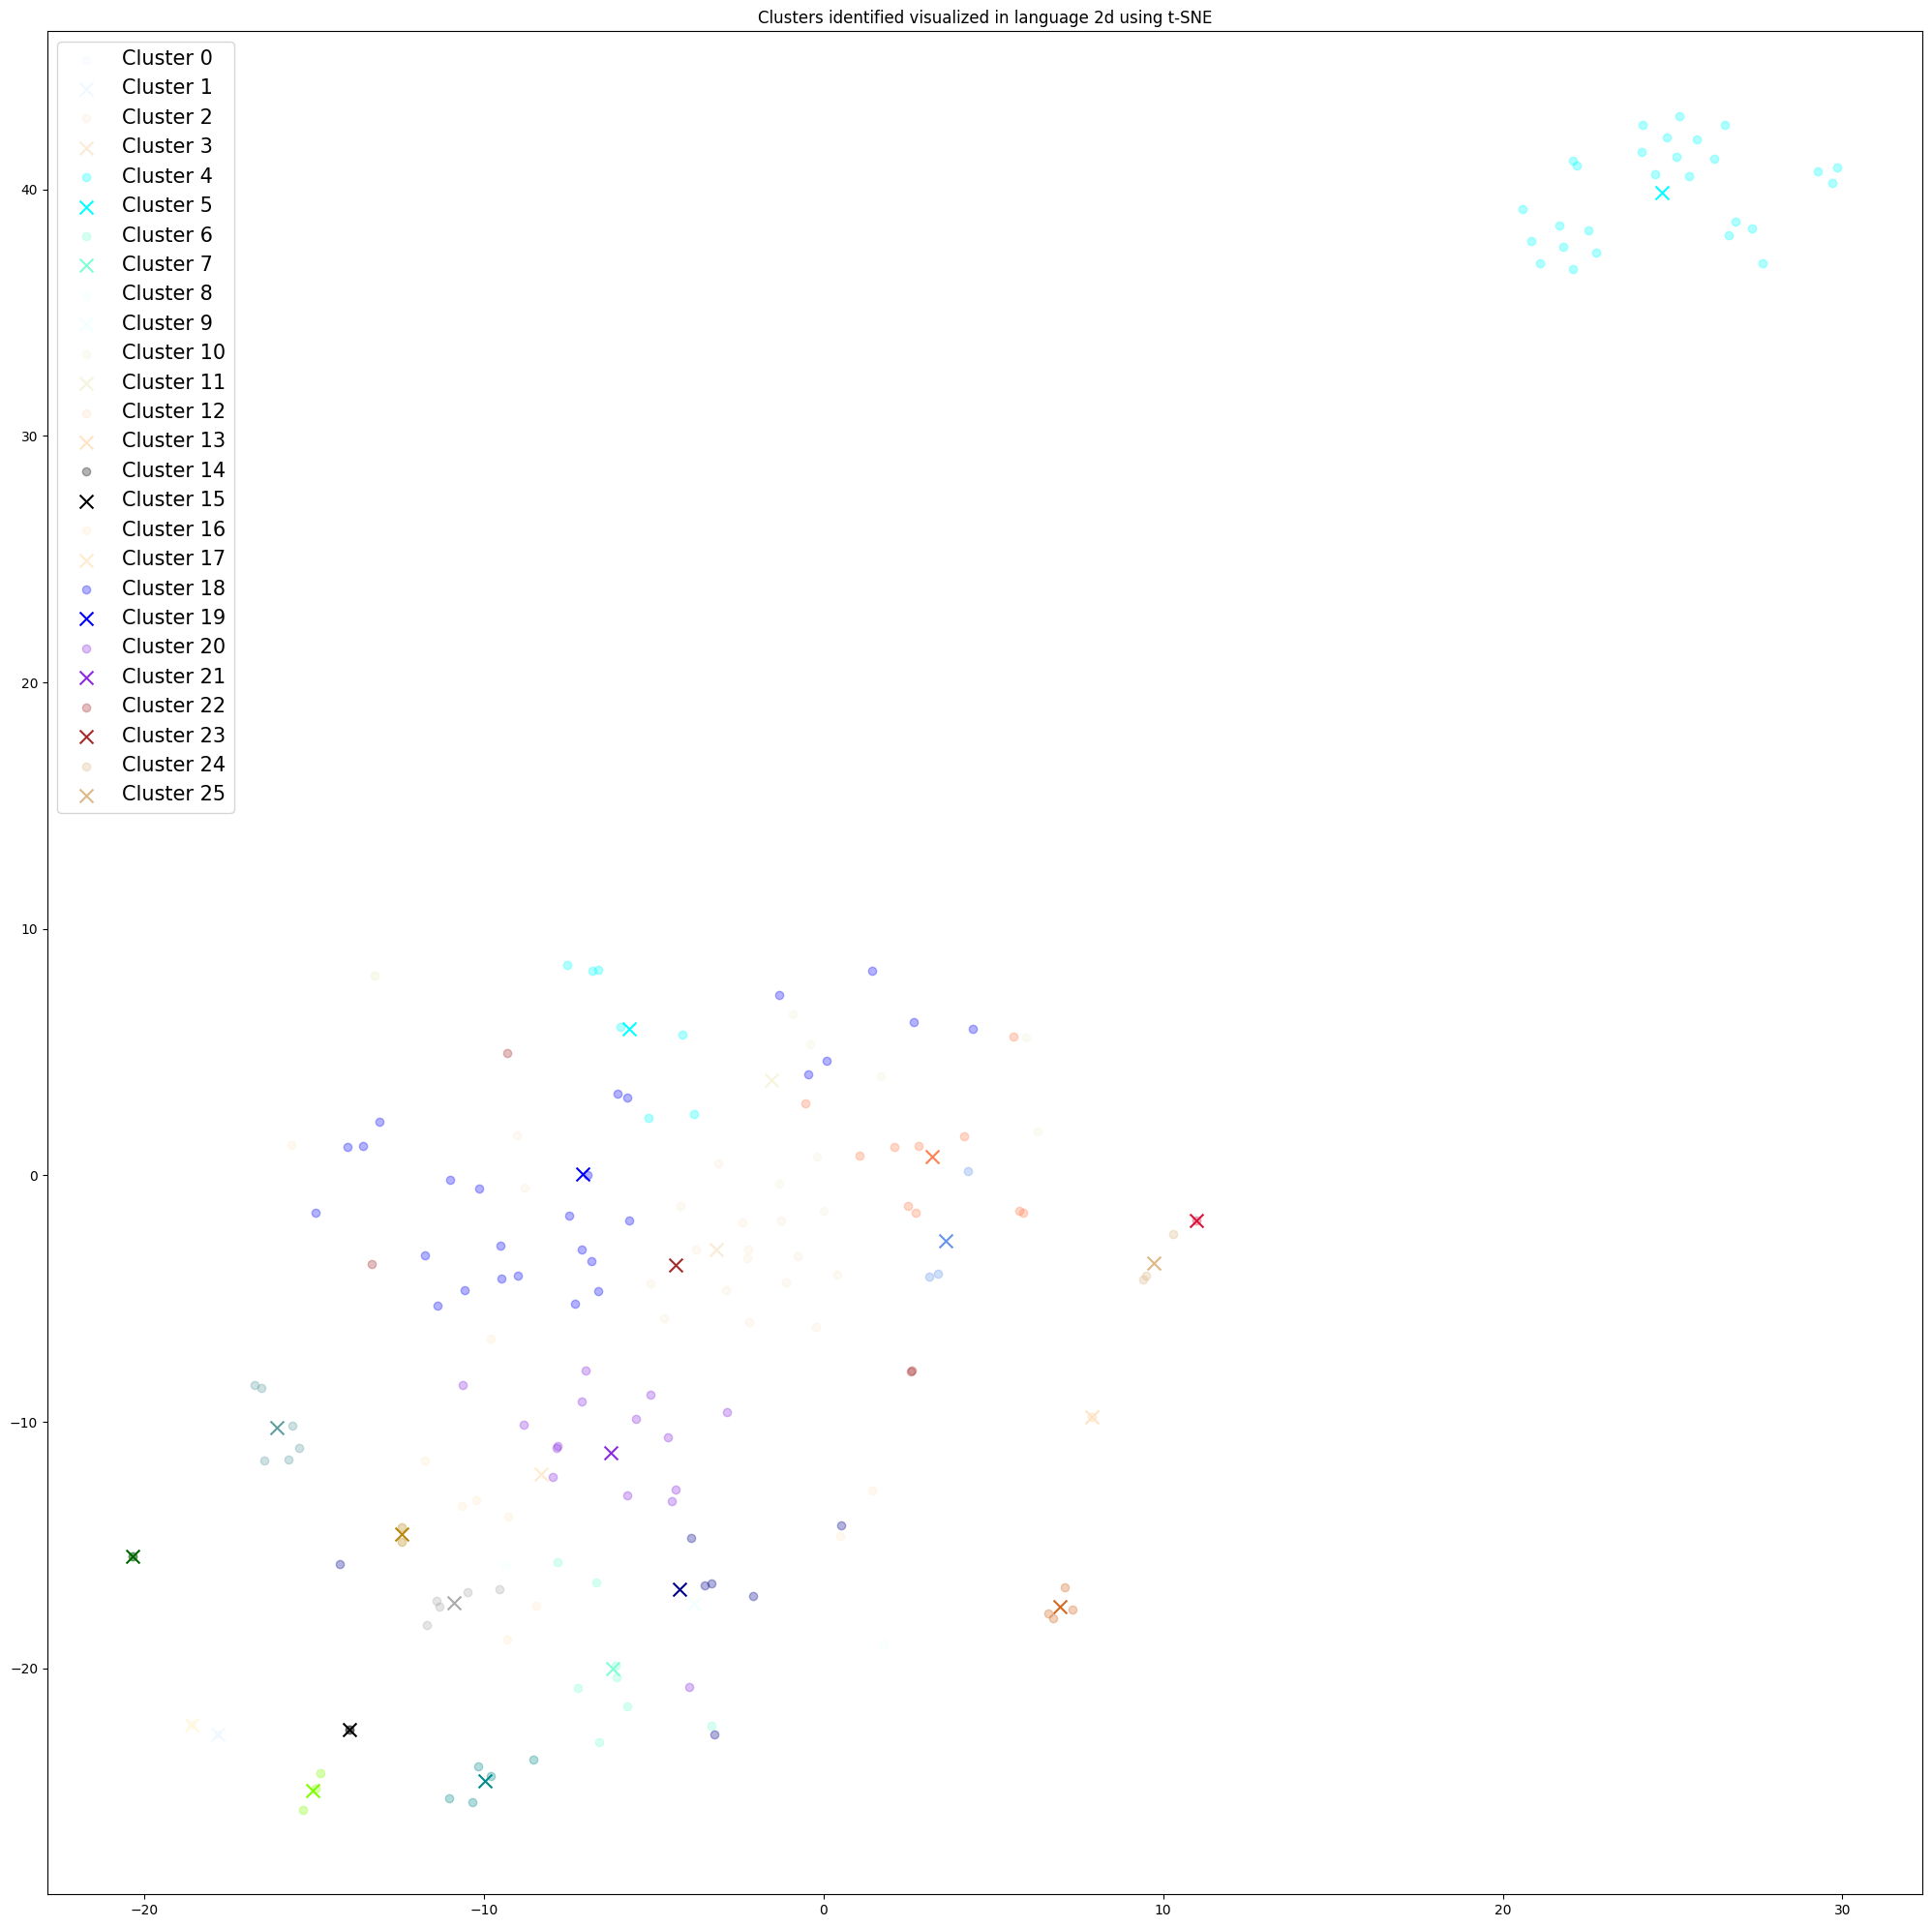 Clusters identified visualized in language 2d using t-SNE
Cluster 0
Cluster 1
Cluster 2
Cluster 3
Cluster 4
Cluster 5
Cluster 6
Cluster 7
Cluster 8
Cluster 9
Cluster 10
Cluster 11
Cluster 12
Cluster 13
Cluster 14
Cluster 15
Cluster 16
Cluster 17
Cluster 18
Cluster 19
Cluster 20
Cluster 21
Cluster 22
Cluster 23
Cluster 24
Cluster 25
40
30
20
10
0
−10
−20
−20 −10 0 10 20 30